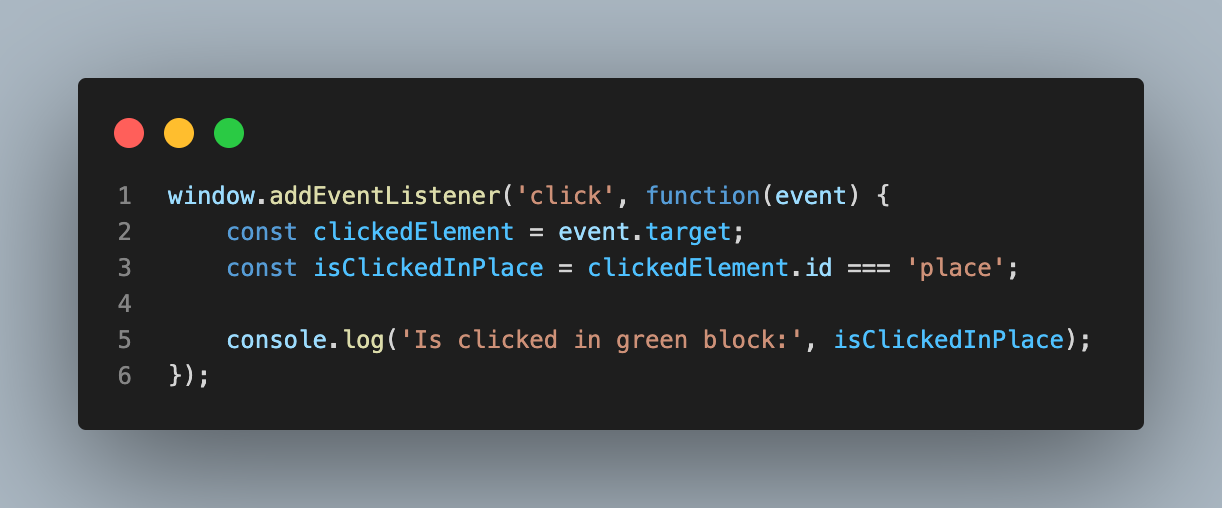 1 window.addEventListener('click', function(event) {
2     const clickedElement = event.target;
3     const isClickedInPlace = clickedElement.id === 'place';
4
5     console.log('Is clicked in green block:', isClickedInPlace);
6 });